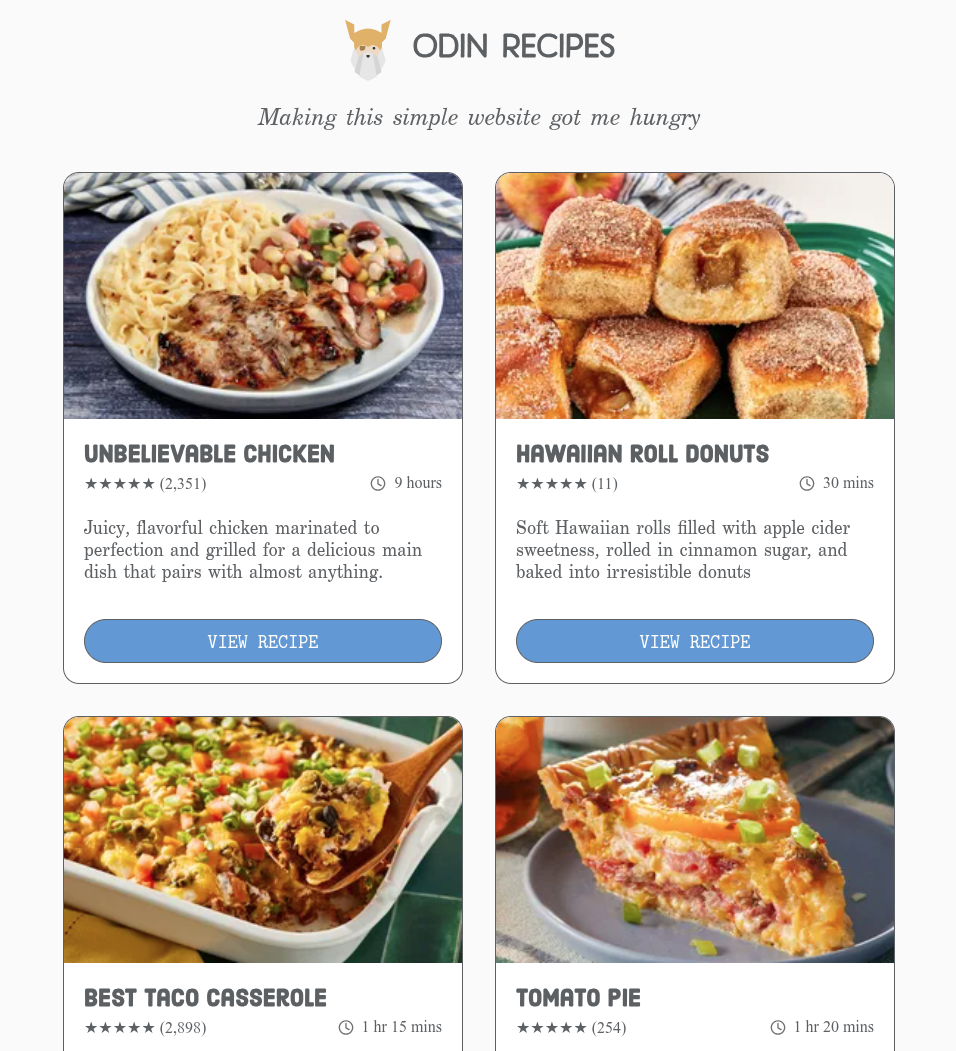 ODIN RECIPES
Making this simple website got me hungry
UNBELIEVABLE CHICKEN
★★★★★ (2,351)
9 hours
Juicy, flavorful chicken marinated to
perfection and grilled for a delicious main
dish that pairs with almost anything.
VIEW RECIPE
HAWAIIAN ROLL DONUTS
★★★★★ (11)
30 mins
Soft Hawaiian rolls filled with apple cider
sweetness, rolled in cinnamon sugar, and
baked into irresistible donuts
VIEW RECIPE
BEST TACO CASSEROLE
★★★★★ (2,898)
1 hr 15 mins
TOMATO PIE
★★★★★ (254)
1 hr 20 mins